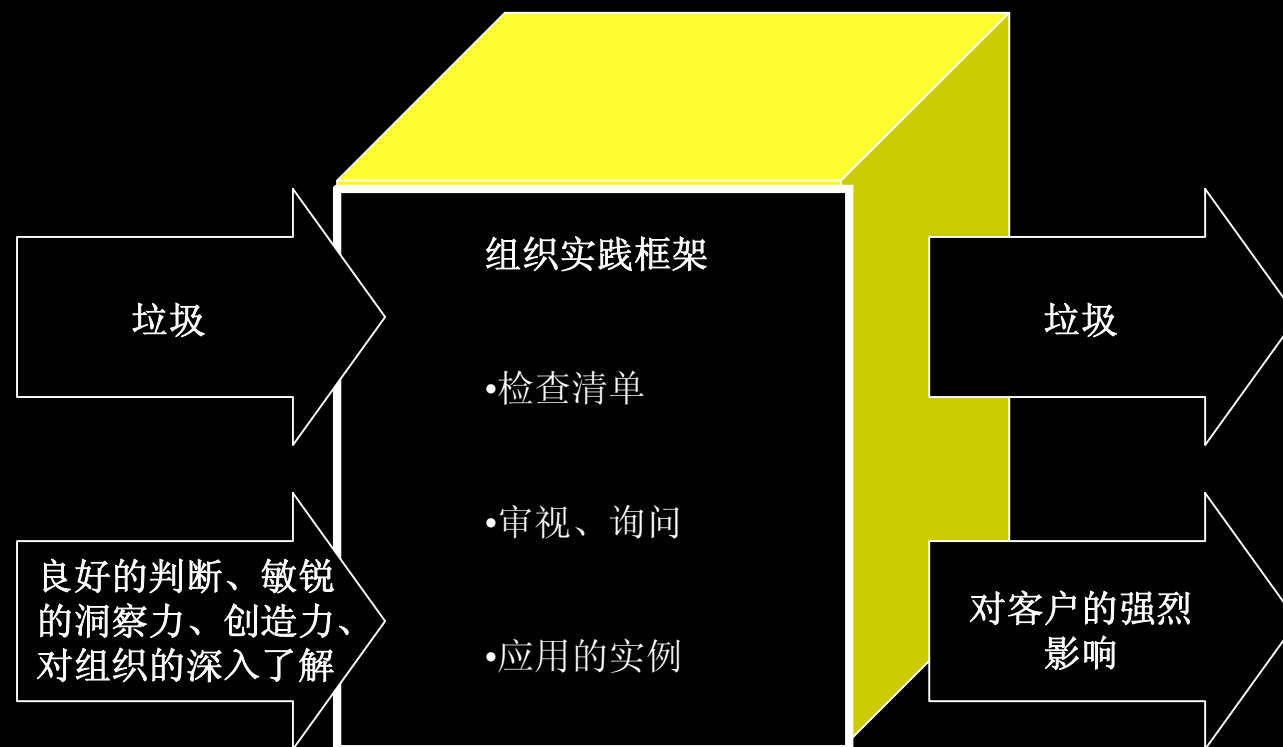 组织实践框架
垃圾
垃圾
•检查清单
•审视、询问
良好的判断、敏锐
的洞察力、创造力、
对组织的深入了解
对客户的强烈
影响
•应用的实例